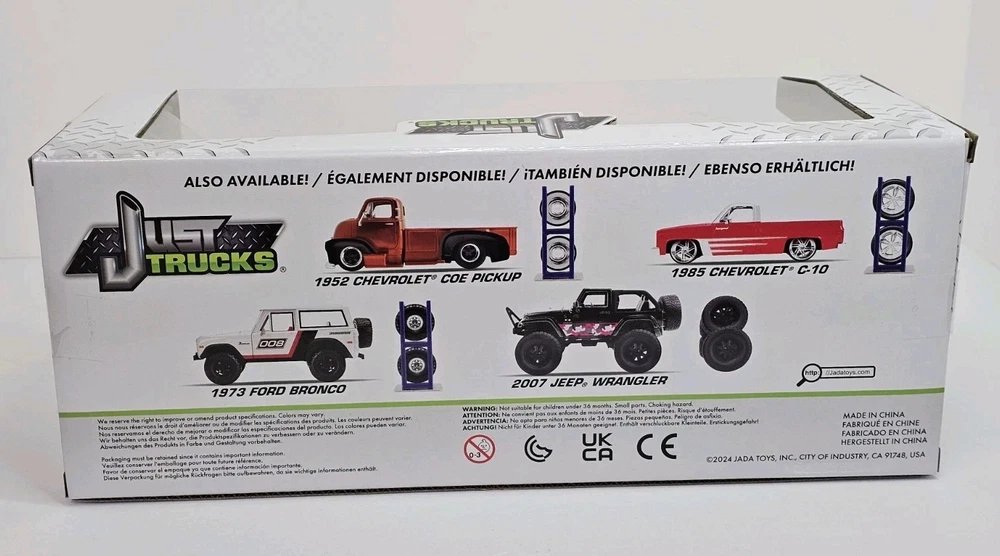 JUST
TRUCKS
ALSO AVAILABLE! / ÉGALEMENT DISPONIBLE! / ¡TAMBIÉN DISPONIBLE! / EBENSO ERHÄLTLICH!
JUST
TRUCKS®
1952 CHEVROLET® COE PICKUP
1985 CHEVROLET® C-10
008
1973 FORD BRONCO
2007 JEEP® WRANGLER
http://Jadatoys.com
We reserve the right to improve or amend product specifications. Colors may vary.
Nous nous reservons le droit d'améliorer ou de modifier les spécifications des produits. Les couleurs peuvent varier.
Nos reservamos el derecho de mejorar o modificar las especificaciones del producto. Los colores pueden variar.
Wir behalten uns das Recht vor, die Produktspezifikationen zu verbessern oder zu verändern.
Abweichungen des Produkts in Farbe und Gestaltung vorbehalten.
Packaging must be retained since it contains important information.
Veuillez conserver l'emballage pour toute future référence.
Favor de conservar el empaque ya que contiene información importante.
Diese Verpackung für mögliche Rückfragen bitte aufbewahren, da sie wichtige informationen enthält.
WARNING: Not suitable for children under 36 months. Small parts. Choking hazard.
ATTENTION: Ne convient pas aux enfants de moins de 36 mois. Petites pièces. Risque d'étouffement.
ADVERTENCIA: No apto para niños menores de 36 meses. Piezas pequeñas. Peligro de asfixia.
ACHTUNG: Nicht für Kinder unter 36 Monaten geeignet. Enthält verschluckbare Kleinteile. Erstickungsgefahr!
0-3
UK
CA
CE
MADE IN CHINA
FABRIQUÉ EN CHINE
FABRICADO EN CHINA
HERGESTELLT IN CHINA
©2024 JADA TOYS, INC., CITY OF INDUSTRY, CA 91748, USA